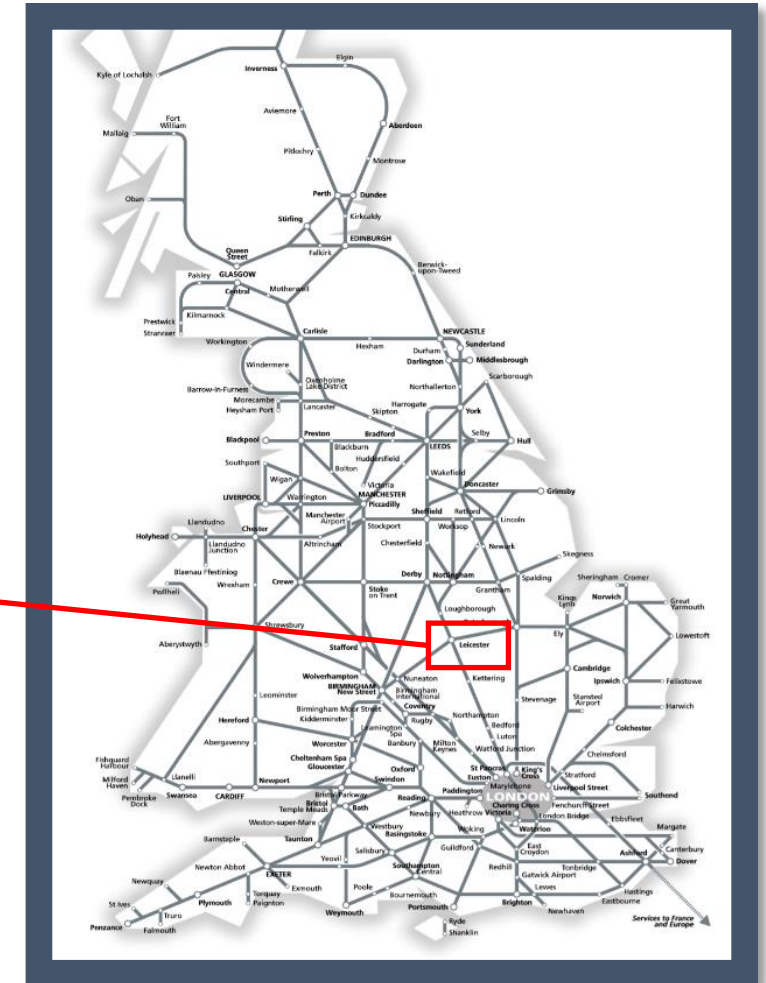 Elgin
Inverness
Kyle of Lochalsh
Aviemore
Fort
William
Mallaig
Aberdeen
Pitlochry
Montrose
Perth
Dundee
Oban
Kirkcaldy
Stirling
EDINBURGH
Queen
Street
Falkirk
Berwick-
upon-Tweed
Paisley
GLASGOW
Central
Motherwell
Kilmarnock
Prestwick
Stranraer
Carlisle
NEWCASTLE
Workington
Hexham
Sunderland
Durham
Darlington
Middlesbrough
Windermere
Scarborough
Oxenholme
Lake District
Barrow-in-Furness
Northallerton
Morecambe
Heysham Port
Lancaster
Harrogate
Skipton
York
Blackpool
Preston
Bradford
Selby
Blackburn
LEEDS
Hull
Southport
Huddersfield
Bolton
Wakefield
Wigan
Victoria
Doncaster
LIVERPOOL
Warrington
MANCHESTER
Piccadilly
Grimsby
Manchester
Airport
Sheffield
Retford
Llandudno
Chester
Stockport
Worksop
Lincoln
Holyhead
Llandudno
Junction
Altrincham
Chesterfield
Newark
Skegness
Blaenau Ffestiniog
Derby
Nottingham
Spalding
Sheringham
Cromer
Pwllheli
Wrexham
Crewe
Stoke
on Trent
Grantham
Kings
Lynn
Norwich
Great
Yarmouth
Loughborough
Shrewsbury
Ely
Lowestoft
Aberystwyth
Stafford
Leicester
Wolverhampton
Nuneaton
Kettering
Cambridge
BIRMINGHAM
New Street
Birmingham
International
Ipswich
Felixstowe
Leominster
Birmingham Moor Street
Coventry
Stevenage
Stansted
Airport
Harwich
Hereford
Kidderminster
Rugby
Northampton
Leamington
Spa
Bedford
Colchester
Abergavenny
Worcester
Banbury
Milton
Keynes
Luton
Watford Junction
Chelmsford
Fishguard
Harbour
Cheltenham Spa
Gloucester
Oxford
St Pancras
Euston
King's
Cross
Stratford
Milford
Haven
Llanelli
Newport
Swindon
Paddington
Marylebone
Liverpool Street
Pembroke
Dock
Swansea
CARDIFF
Bristol Parkway
Reading
LONDON
Southend
Bristol
Temple Meads
Bath
Charing Cross
Fenchurch Street
Newbury
Heathrow
Victoria
London Bridge
Ebbsfleet
Weston-super-Mare
Westbury
Basingstoke
Woking
Waterloo
Margate
Barnstaple
Taunton
Salisbury
Guildford
East
Croydon
Ashford
Canterbury
Dover
Newton Abbot
Yeovil
Southampton
Central
Redhill
Tonbridge
Gatwick Airport
Newquay
EXETER
Exmouth
Poole
Lewes
Hastings
St Ives
Plymouth
Torquay
Paignton
Bournemouth
Eastbourne
Truro
Weymouth
Portsmouth
Brighton
Newhaven
Penzance
Falmouth
Ryde
Shanklin
Services to France
and Europe